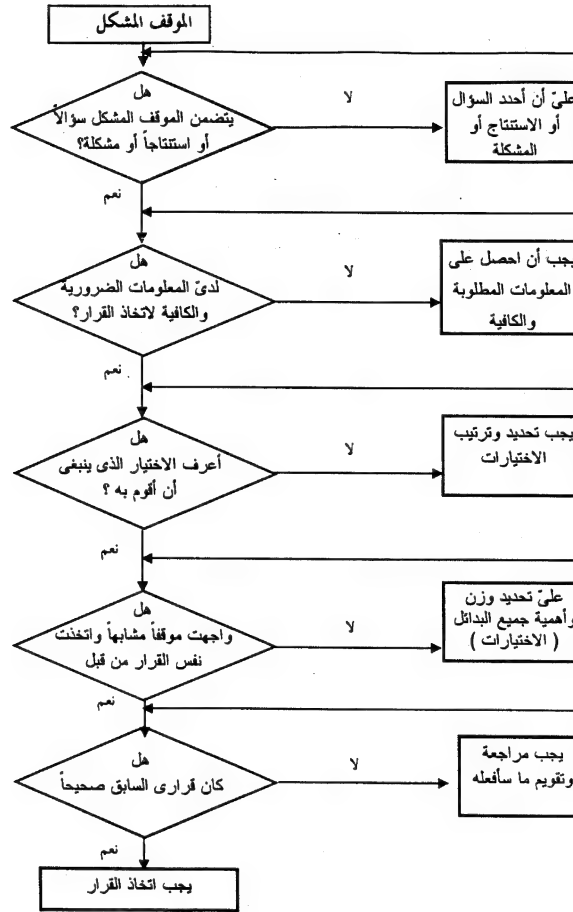 الموقف المشكل
هل
يتضمن الموقف المشكل سؤالاً
أو استنتاجاً أو مشكلة؟
لا
علىّ أن أحدد السؤال
أو الاستنتاج أو
المشكلة
نعم
هل
لدىّ المعلومات الضرورية
والكافية لاتخاذ القرار؟
لا
يجب أن احصل على
المعلومات المطلوبة
والكافية
نعم
هل
أعرف الاختيار الذى ينبغى
أن أقوم به ؟
لا
يجب تحديد وترتيب
الاختيارات
نعم
هل
واجهت موقفاً مشابهاً واتخذت
نفس القرار من قبل
لا
علىّ تحديد وزن
وأهمية جميع البدائل
( الاختيارات )
نعم
هل
كان قرارى السابق صحيحاً
لا
يجب مراجعة
وتقويم ما سأفعله
نعم
يجب اتخاذ القرار